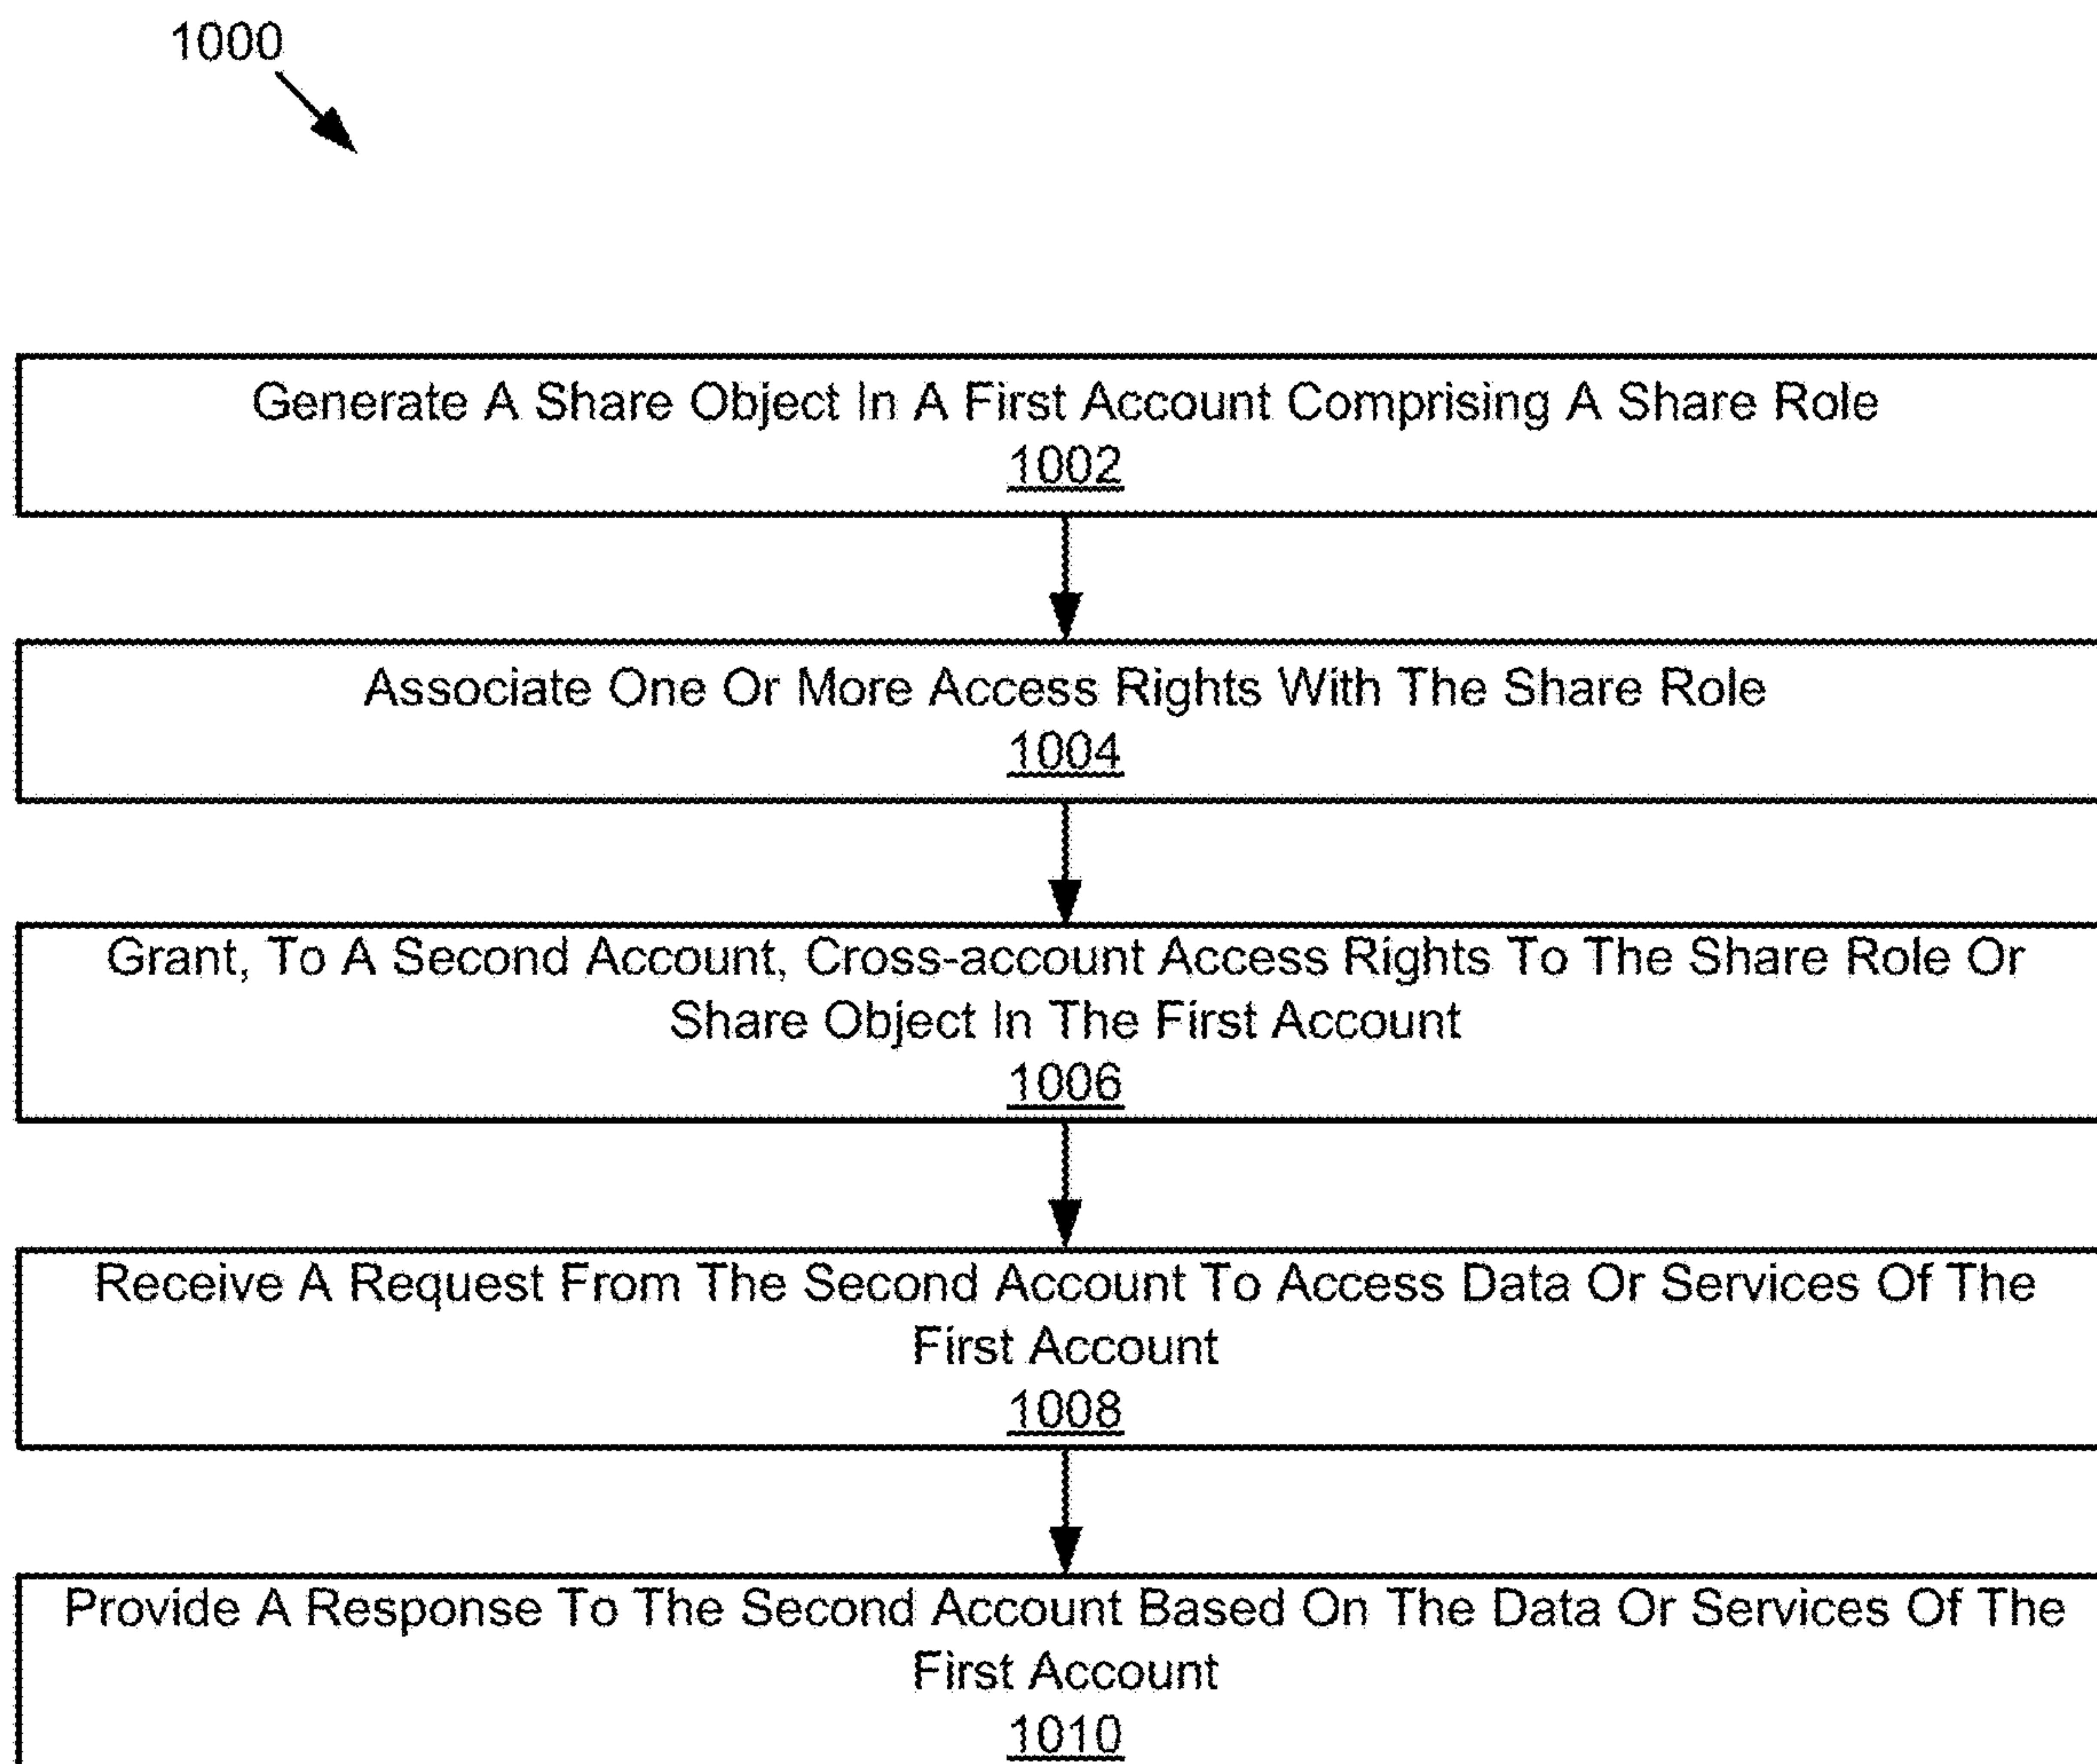 1000
Generate A Share Object In A First Account Comprising A Share Role
1002
Associate One Or More Access Rights With The Share Role
1004
Grant, To A Second Account, Cross-account Access Rights To The Share Role Or
Share Object In The First Account
1006
Receive A Request From The Second Account To Access Data Or Services Of The
First Account
1008
Provide A Response To The Second Account Based On The Data Or Services Of The
First Account
1010